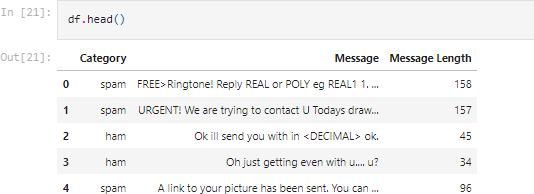 In [21]: df.head()
Out[21]:
Category Message Message Length
0 spam FREE>Ringtone! Reply REAL or POLY eg REAL1 1. ... 158
1 spam URGENT! We are trying to contact U Todays draw... 157
2 ham Ok ill send you with in <DECIMAL> ok. 45
3 ham Oh just getting even with u.... u? 34
4 spam A link to your picture has been sent. You can ... 96